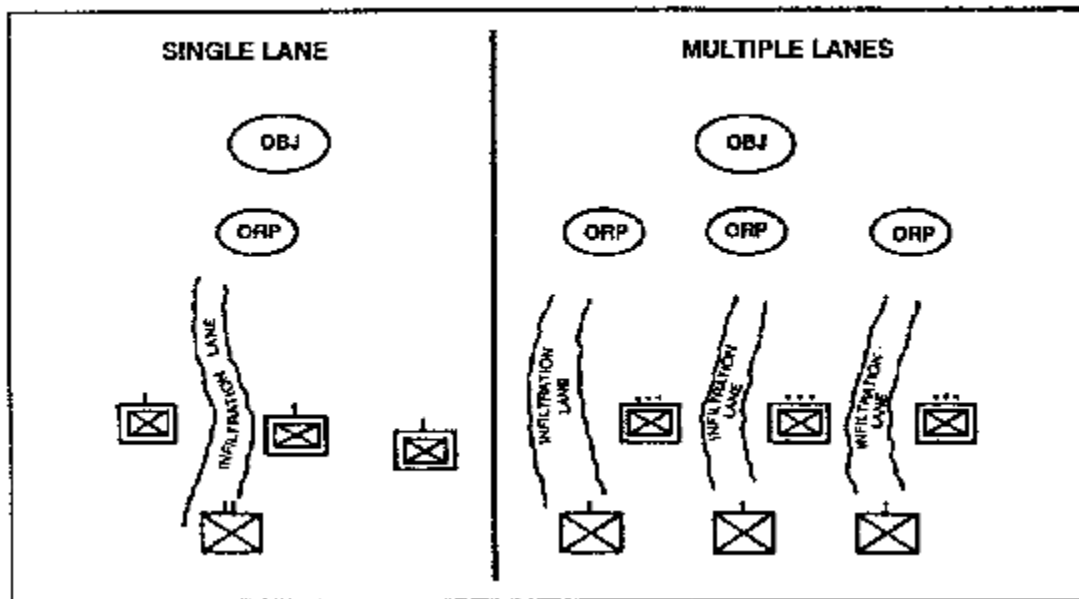 SINGLE LANE
OBJ
ORP
INFILTRATION LANE
MULTIPLE LANES
OBJ
ORP
ORP
ORP
INFILTRATION
LANE
INFILTRATION
LANE
INFILTRATION
LANE